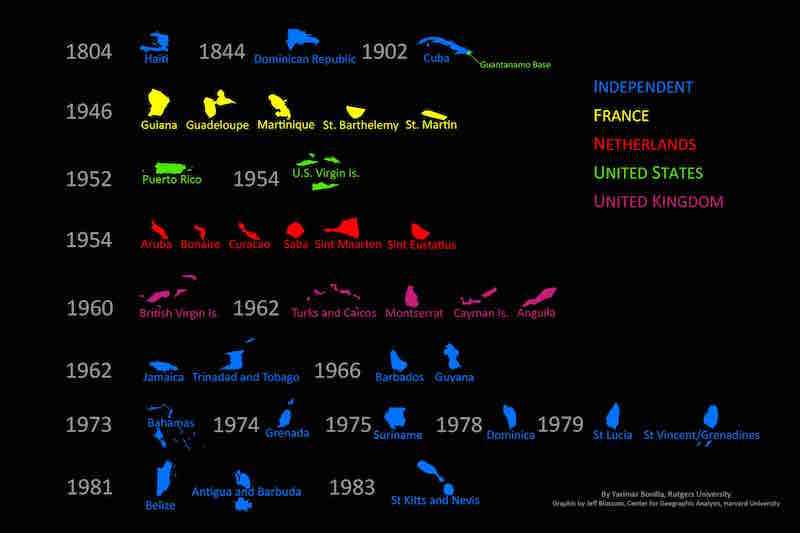 1804 Haiti 1844 Dominican Republic 1902 Cuba
Guantanamo Base
INDEPENDENT
1946 Guiana Guadeloupe Martinique St. Barthelemy St. Martin
FRANCE
NETHERLANDS
1952 Puerto Rico 1954 U.S. Virgin Is.
UNITED STATES
UNITED KINGDOM
1954 Aruba Bonaire Curacao Saba Sint Maarten Sint Eustatius
1960 British Virgin Is. 1962 Turks and Caicos Montserrat Cayman Is. Anguila
1962 Jamaica Trinadad and Tobago 1966 Barbados Guyana
1973 Bahamas 1974 Grenada 1975 Suriname 1978 Dominica 1979 St Lucia St Vincent/Grenadines
1981 Belize Antigua and Barbuda 1983 St Kitts and Nevis
By Yarimar Bonilla, Rutgers University
Graphic by Jeff Blossom, Center for Geographic Analysis, Harvard University